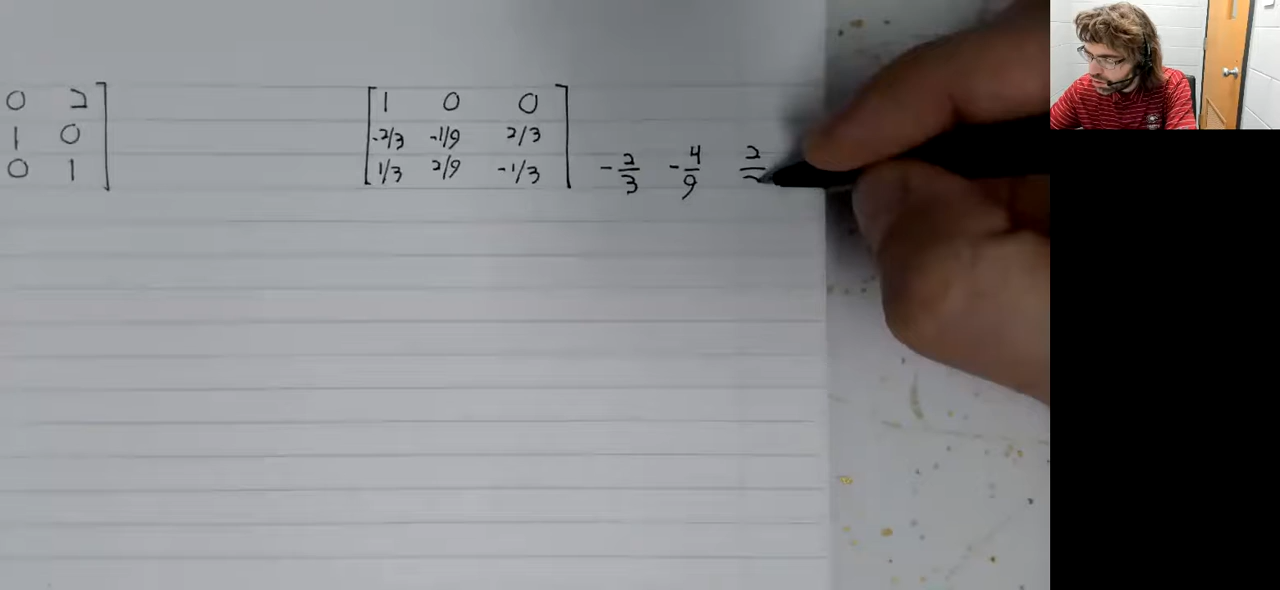 0 2 1 0 0
1 0 -2/3 -1/9 2/3
0 1 1/3 2/9 -1/3 -2/3 -4/9 2/